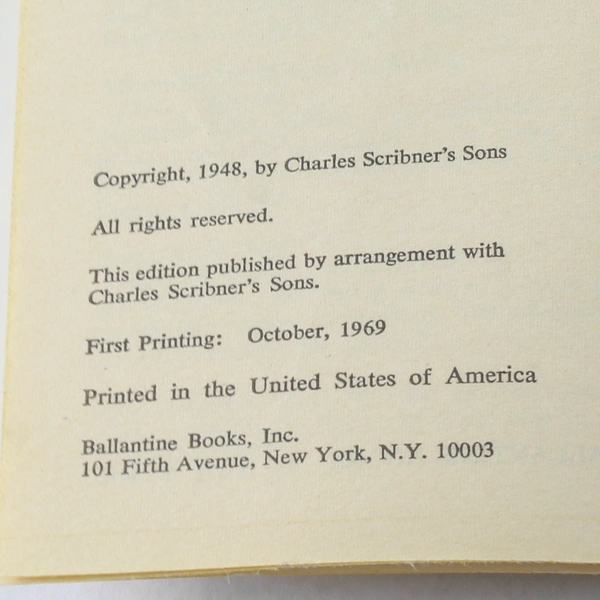 Copyright, 1948, by Charles Scribner's Sons
All rights reserved.
This edition published by arrangement with
Charles Scribner's Sons.
First Printing: October, 1969
Printed in the United States of America
Ballantine Books, Inc.
101 Fifth Avenue, New York, N.Y. 10003